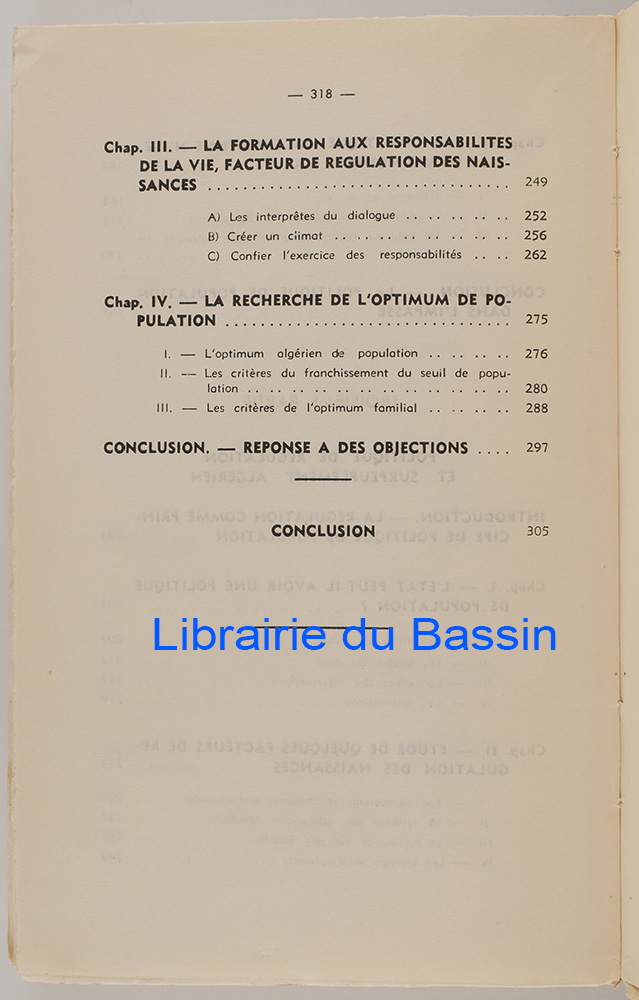 — 318 —
Chap. III. — LA FORMATION AUX RESPONSABILITES
DE LA VIE, FACTEUR DE REGULATION DES NAIS-
SANCES .................................. 249
A) Les interprêtes du dialogue ......... 252
B) Créer un climat ............... 256
C) Confier l'exercice des responsabilités .... 262
Chap. IV. — LA RECHERCHE DE L'OPTIMUM DE PO-
PULATION ................................ 275
I. — L'optimum algérien de population ....... 276
II. — Les critères du franchissement du seuil de popu-
lation .......................... 280
III. — Les critères de l'optimum familial ....... 288
CONCLUSION. — REPONSE A DES OBJECTIONS .... 297
CONCLUSION 305
Librairie du Bassin